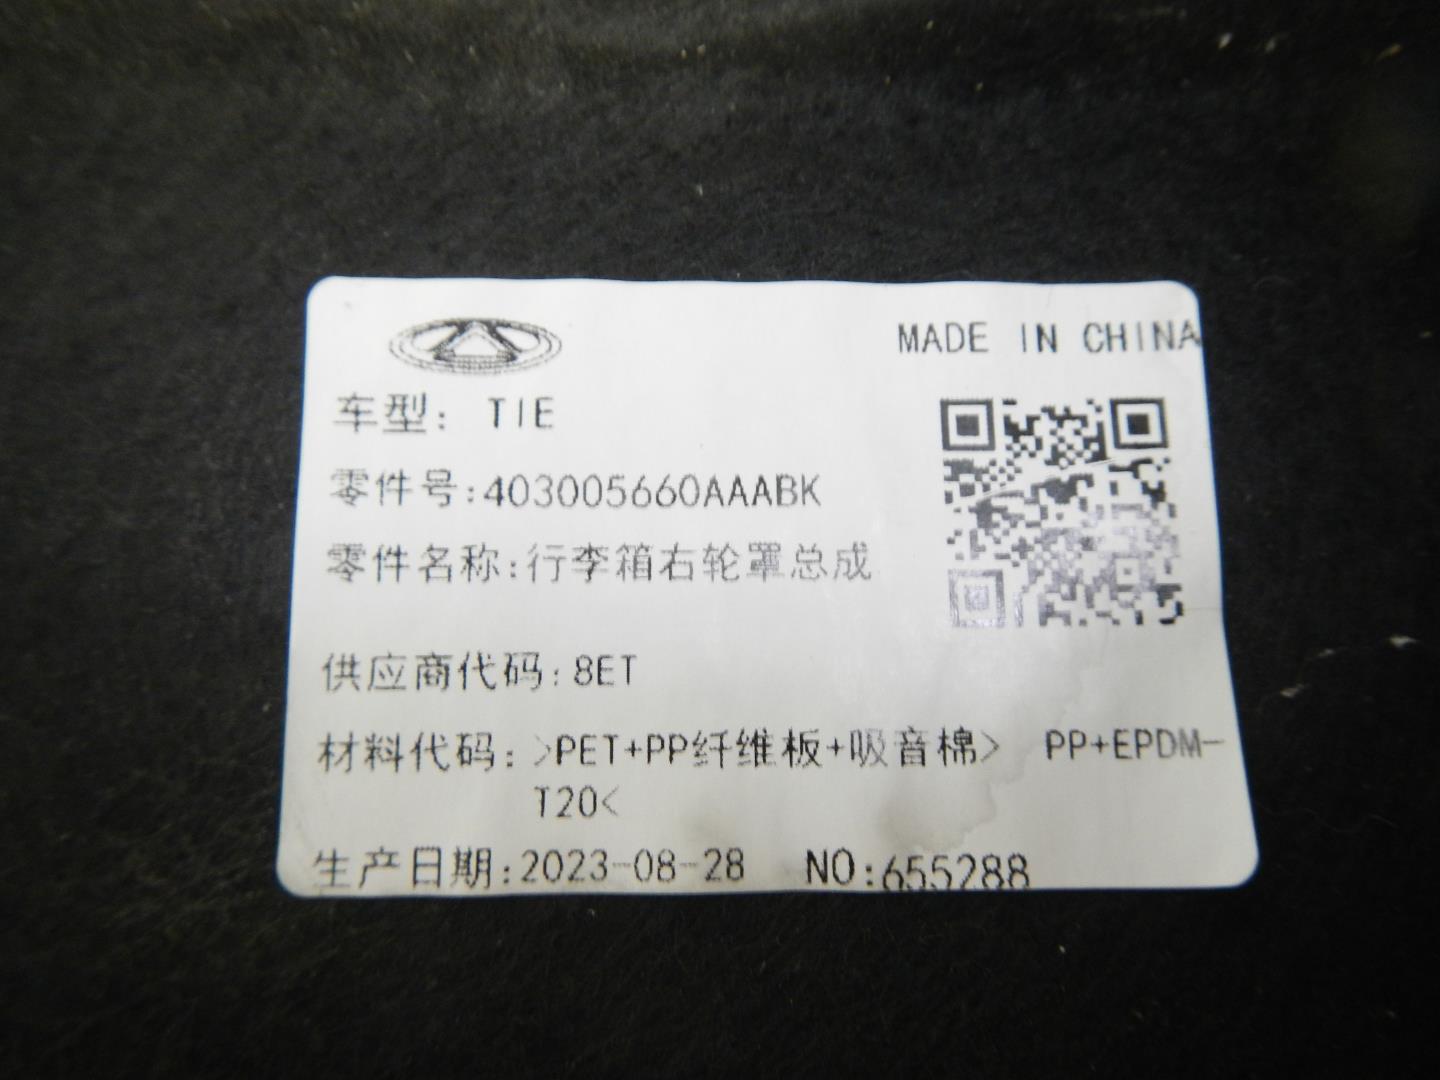 MADE IN CHINA
车型: T1E
零件号:403005660AAABK
零件名称:行李箱右轮罩总成
供应商代码:8ET
材料代码:>PET+PP纤维板+吸音棉> PP+EPDM-
T20<
生产日期:2023-08-28 NO:655288